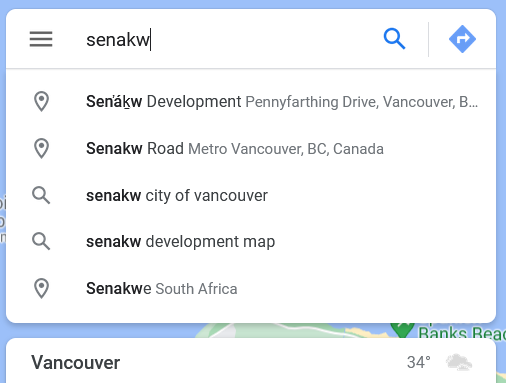 senakw
Sen̓áḵw Development Pennyfarthing Drive, Vancouver, B...
Senakw Road Metro Vancouver, BC, Canada
senakw city of vancouver
senakw development map
Senakwe South Africa
Banks Beac
Vancouver 34°